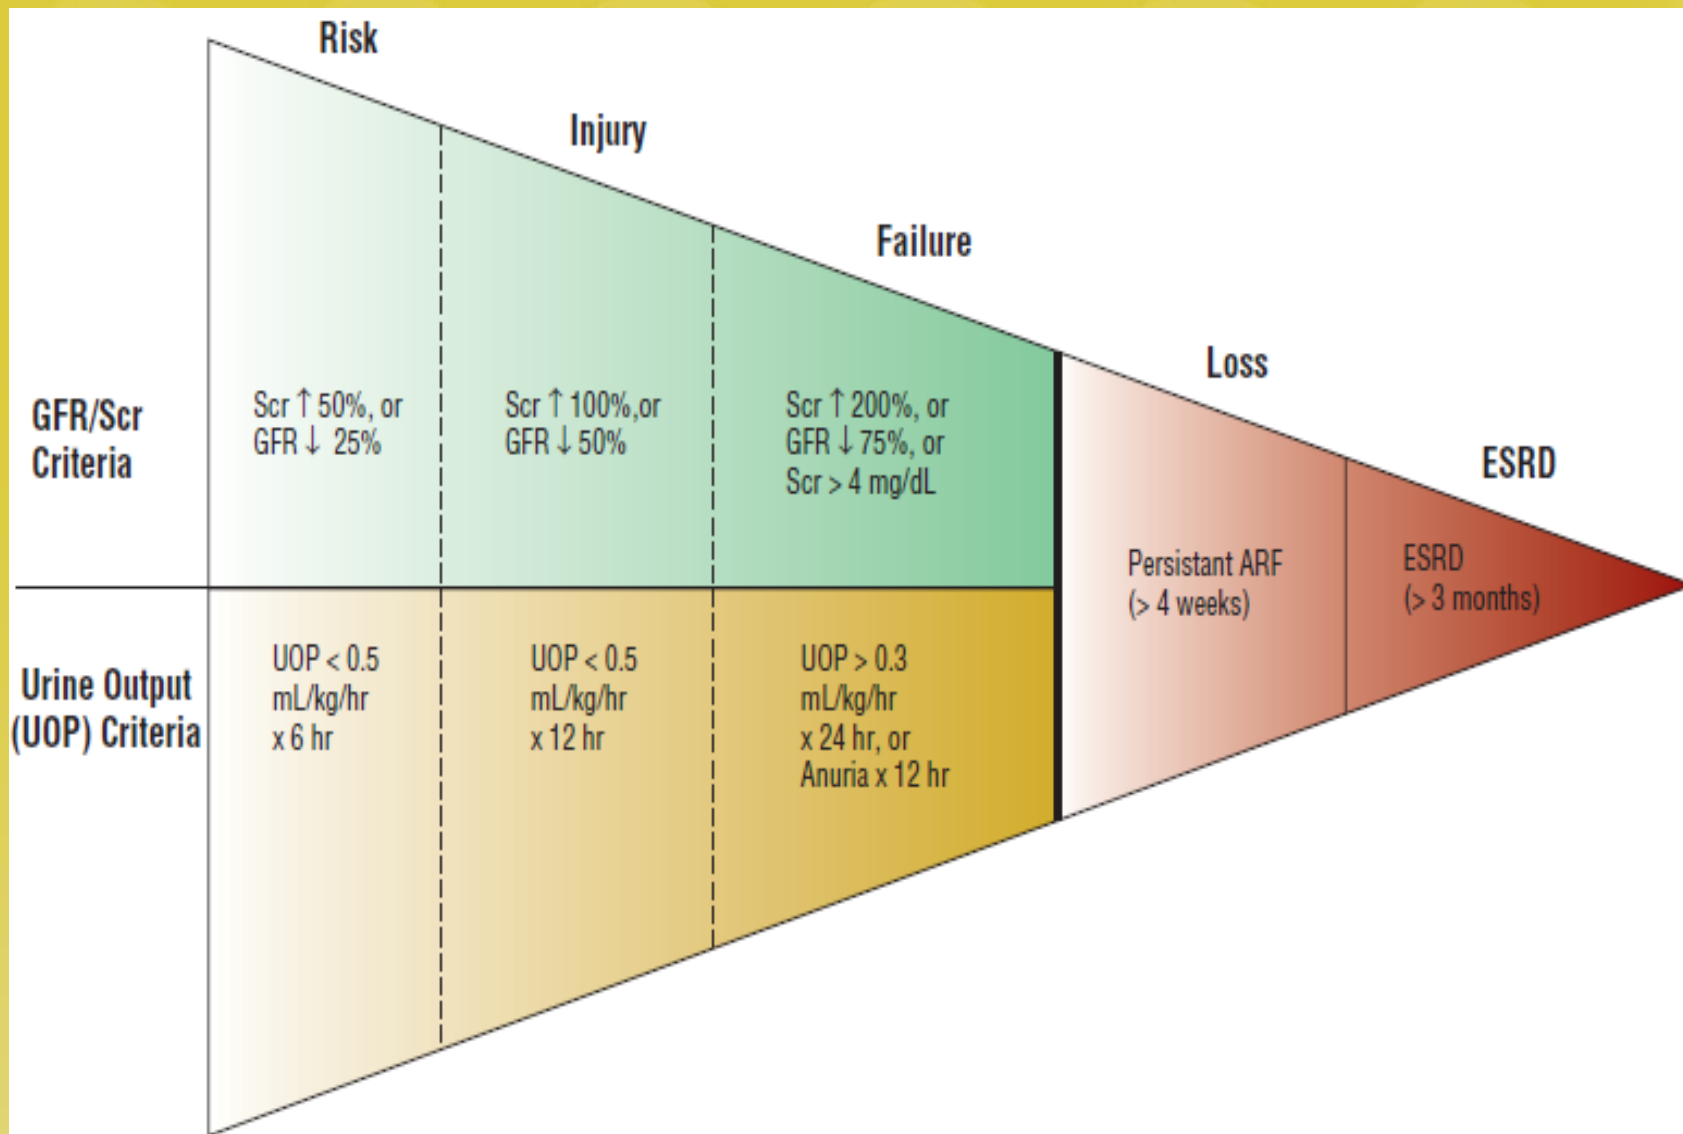 Risk
Injury
Failure
Loss
ESRD
GFR/Scr
Criteria
Scr ↑ 50%, or
GFR ↓ 25%
Scr ↑ 100%,or
GFR ↓ 50%
Scr ↑ 200%, or
GFR ↓ 75%, or
Scr > 4 mg/dL
Persistant ARF
(> 4 weeks)
ESRD
(> 3 months)
Urine Output
(UOP) Criteria
UOP < 0.5
mL/kg/hr
x 6 hr
UOP < 0.5
mL/kg/hr
x 12 hr
UOP > 0.3
mL/kg/hr
x 24 hr, or
Anuria x 12 hr